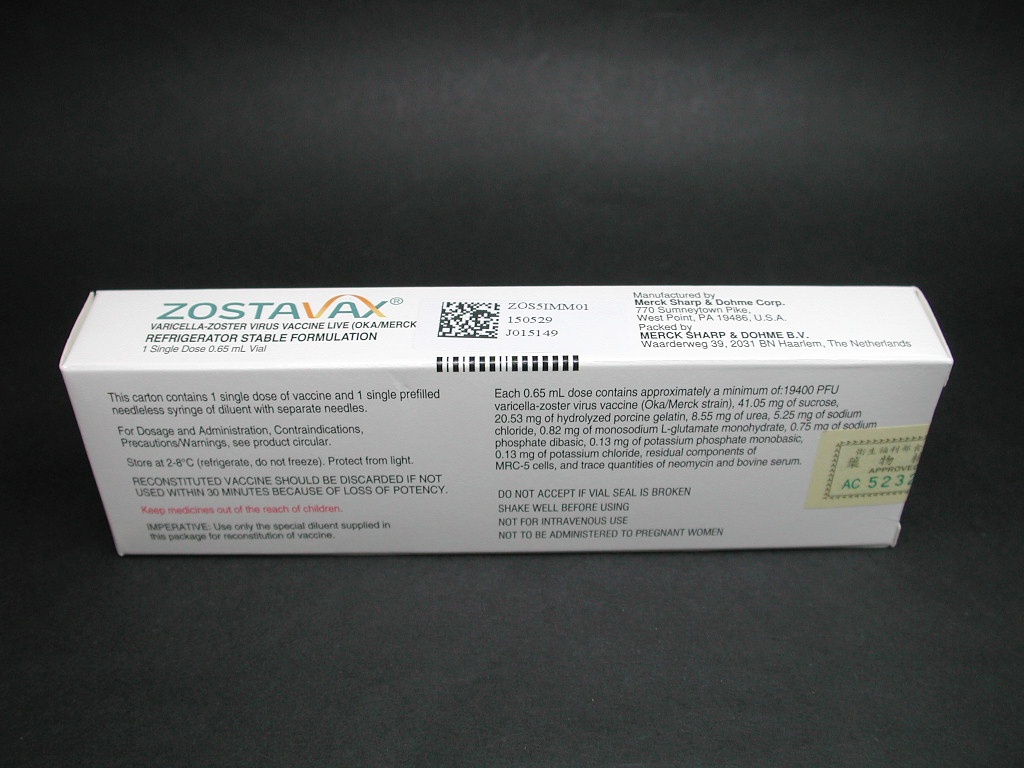 ZOSTAVAX®
VARICELLA-ZOSTER VIRUS VACCINE LIVE (OKA/MERCK
REFRIGERATOR STABLE FORMULATION
1 Single Dose 0.65 mL Vial
ZOS5IMM01
150529
J015149
Manufactured by
Merck Sharp & Dohme Corp.
770 Sumneytown Pike,
West Point, PA 19486, U.S.A.
Packed by
MERCK SHARP & DOHME B.V.
Waarderweg 39, 2031 BN Haarlem, The Netherlands
This carton contains 1 single dose of vaccine and 1 single prefilled
needleless syringe of diluent with separate needles.
For Dosage and Administration, Contraindications,
Precautions/Warnings, see product circular.
Store at 2-8°C (refrigerate, do not freeze). Protect from light.
RECONSTITUTED VACCINE SHOULD BE DISCARDED IF NOT
USED WITHIN 30 MINUTES BECAUSE OF LOSS OF POTENCY.
Keep medicines out of the reach of children.
IMPERATIVE: Use only the special diluent supplied in
this package for reconstitution of vaccine.
Each 0.65 mL dose contains approximately a minimum of:19400 PFU
varicella-zoster virus vaccine (Oka/Merck strain), 41.05 mg of sucrose,
20.53 mg of hydrolyzed porcine gelatin, 8.55 mg of urea, 5.25 mg of sodium
chloride, 0.82 mg of monosodium L-glutamate monohydrate, 0.75 mg of sodium
phosphate dibasic, 0.13 mg of potassium phosphate monobasic,
0.13 mg of potassium chloride, residual components of
MRC-5 cells, and trace quantities of neomycin and bovine serum.
DO NOT ACCEPT IF VIAL SEAL IS BROKEN
SHAKE WELL BEFORE USING
NOT FOR INTRAVENOUS USE
NOT TO BE ADMINISTERED TO PREGNANT WOMEN
衛生福利部食
藥物
APPROVED
AC 5232